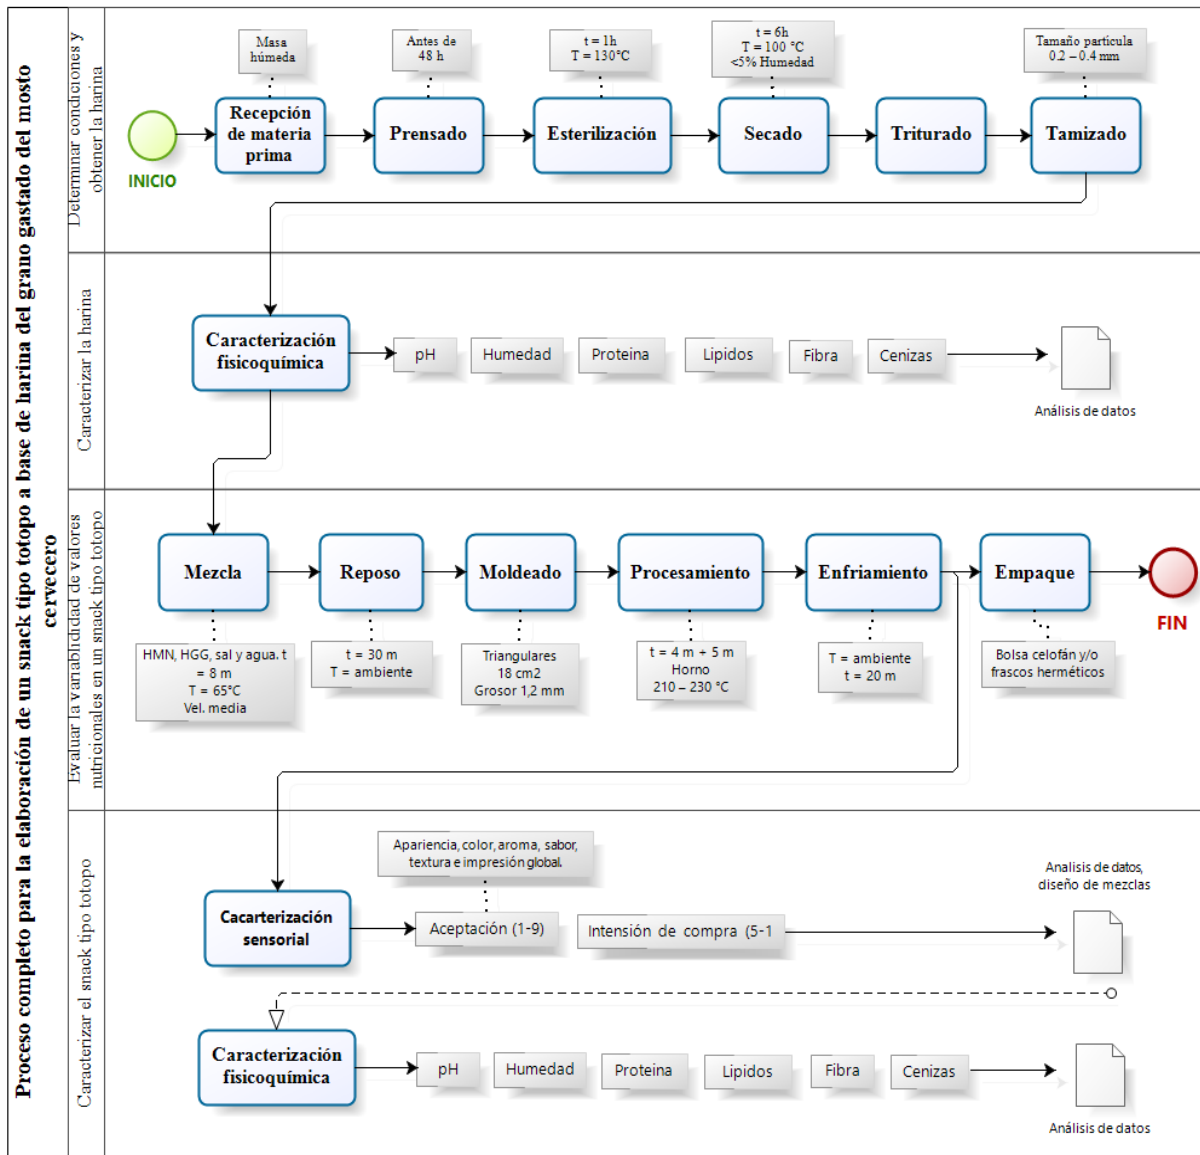 Proceso completo para la elaboración de un snack tipo totopo a base de harina del grano gastado del mosto
cervecero
Determinar condiciones y
obtener la harina
Masa
húmeda
Antes de
48 h
t = 1h
T = 130°C
t = 6h
T = 100 °C
<5% Humedad
Tamaño partícula
0.2 – 0.4 mm
INICIO
Recepción
de materia
prima
Prensado
Esterilización
Secado
Triturado
Tamizado
Caracterizar la harina
Caracterización
fisicoquímica
pH
Humedad
Proteina
Lipidos
Fibra
Cenizas
Análisis de datos
Evaluar la variabildidad de valores
nutricionales en un snack tipo totopo
Mezcla
Reposo
Moldeado
Procesamiento
Enfriamiento
Empaque
FIN
HMN, HGG, sal y agua. t
= 8 m
T = 65°C
Vel. media
t = 30 m
T = ambiente
Triangulares
18 cm2
Grosor 1,2 mm
t = 4 m + 5 m
Horno
210 – 230 °C
T = ambiente
t = 20 m
Bolsa celofán y/o
frascos herméticos
Caracterizar el snack tipo totopo
Apariencia, color, aroma, sabor,
textura e impresión global.
Cacarterización
sensorial
Aceptación (1-9)
Intensión de compra (5-1
Analisis de datos,
diseño de mezclas
Caracterización
fisicoquímica
pH
Humedad
Proteina
Lipidos
Fibra
Cenizas
Análisis de datos